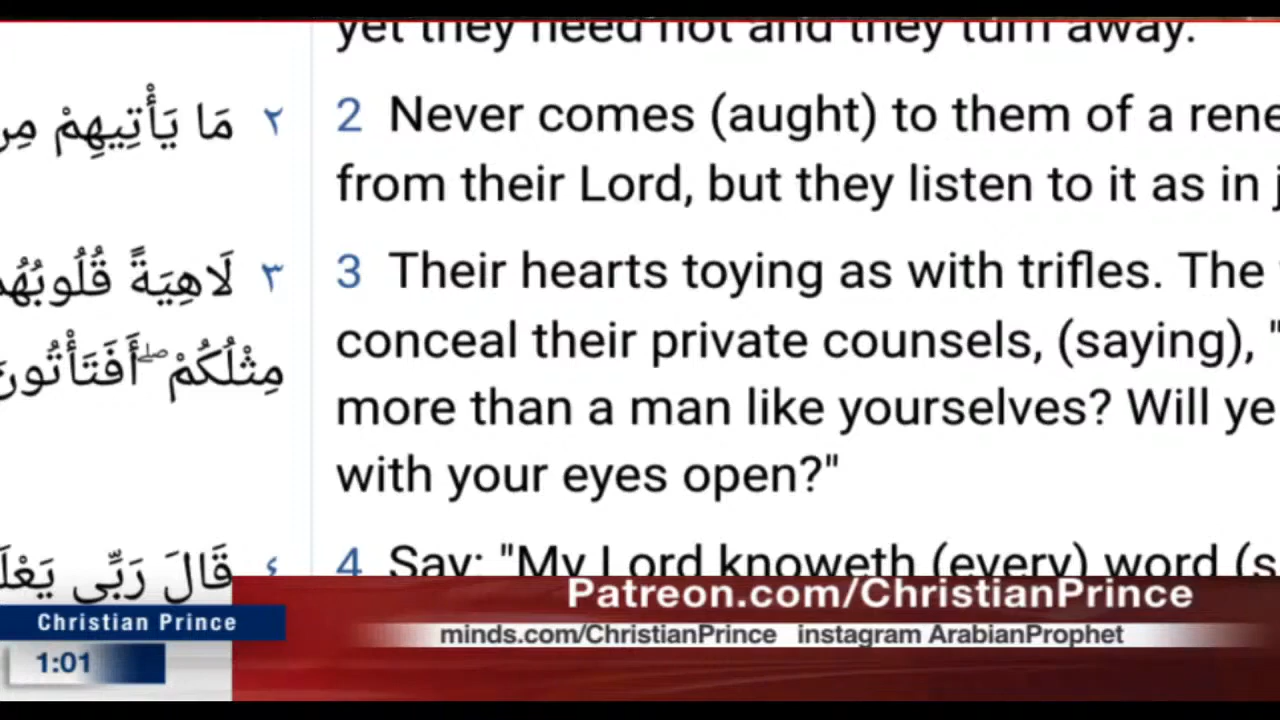 yet they heed not and they turn away.
٢ مَا يَأْتِيهِمْ مِن
2 Never comes (aught) to them of a rene
from their Lord, but they listen to it as in j
٣ لَاهِيَةً قُلُوبُهُم
3 Their hearts toying as with trifles. The
conceal their private counsels, (saying), "
مِثْلُكُمْ ۖ أَفَتَأْتُونَ
more than a man like yourselves? Will ye
with your eyes open?"
٤ قَالَ رَبِّى يَعْلَ
4 Say: "My Lord knoweth (every) word (s
Patreon.com/ChristianPrince
Christian Prince
minds.com/ChristianPrince instagram ArabianProphet
1:01